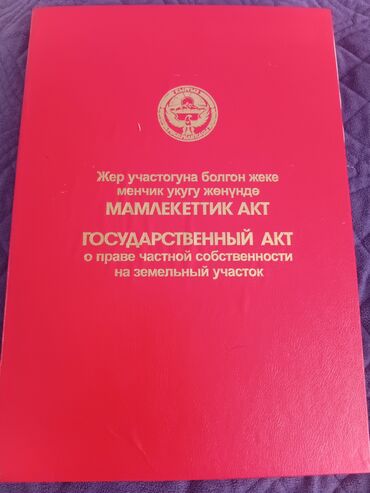 Жер участогуна болгон жеке
менчик укугу жөнүндө
МАМЛЕКЕТТИК АКТ
ГОСУДАРСТВЕННЫЙ АКТ
о праве частной собственности
на земельный участок